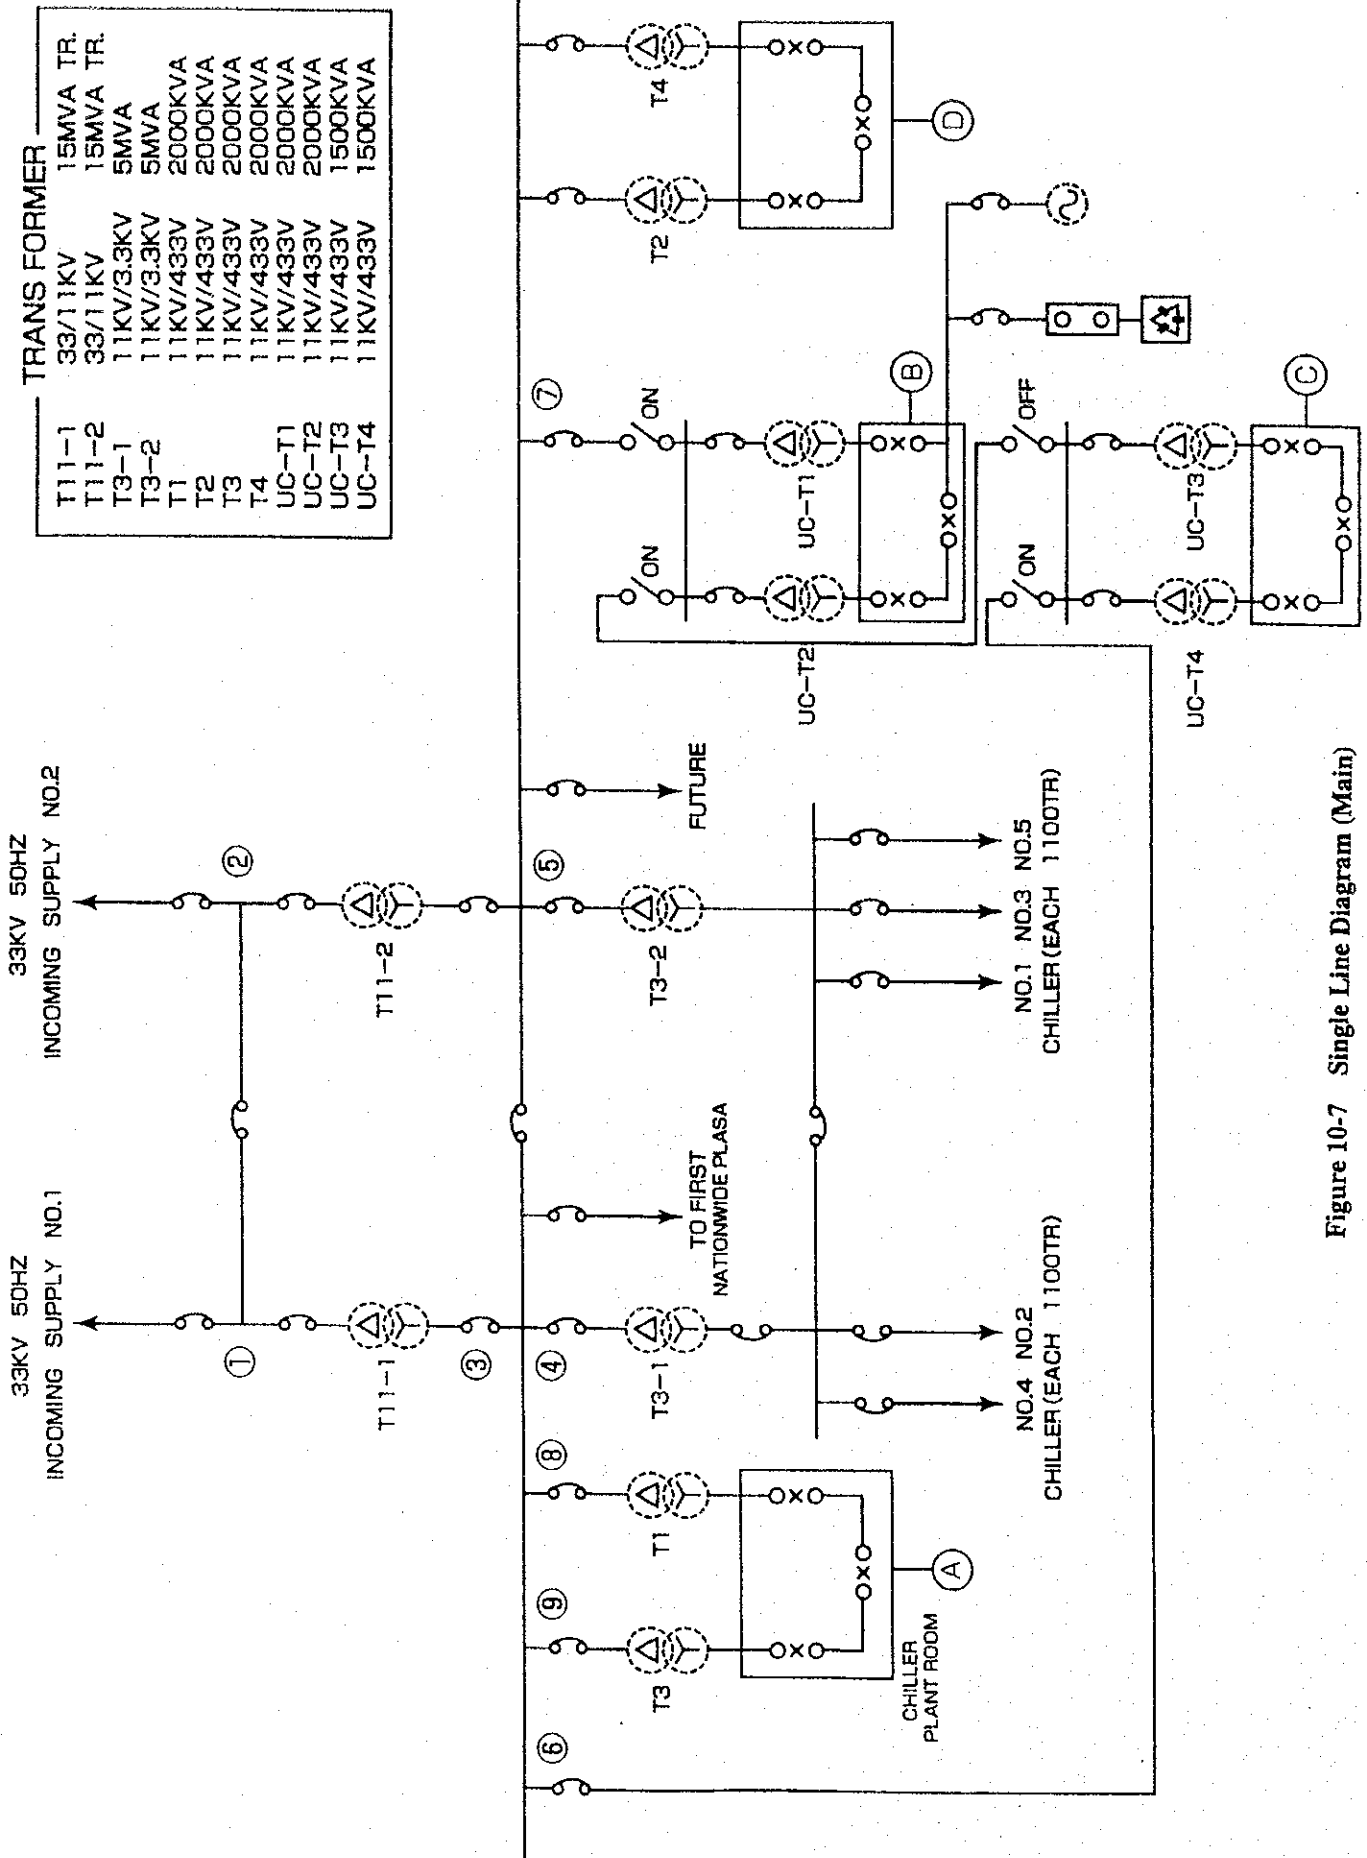 33KV 50HZ
INCOMING SUPPLY NO.1
33KV 50HZ
INCOMING SUPPLY NO.2
TRANS FORMER
T11-1 33/11KV 15MVA TR.
T11-2 33/11KV 15MVA TR.
T3-1 11KV/3.3KV 5MVA
T3-2 11KV/3.3KV 5MVA
T1 11KV/433V 2000KVA
T2 11KV/433V 2000KVA
T3 11KV/433V 2000KVA
T4 11KV/433V 2000KVA
UC-T1 11KV/433V 2000KVA
UC-T2 11KV/433V 2000KVA
UC-T3 11KV/433V 1500KVA
UC-T4 11KV/433V 1500KVA
①
②
T11-1
T11-2
③
⑥
⑨
⑧
④
⑤
⑦
T3
T1
T3-1
TO FIRST
NATIONWIDE PLASA
T3-2
FUTURE
ON
ON
T2
T4
UC-T2
UC-T1
CHILLER
PLANT ROOM
A
B
D
NO.4 NO.2
CHILLER(EACH 1100TR)
NO.1 NO.3 NO.5
CHILLER(EACH 1100TR)
ON
OFF
UC-T4
UC-T3
C
Figure 10-7 Single Line Diagram (Main)